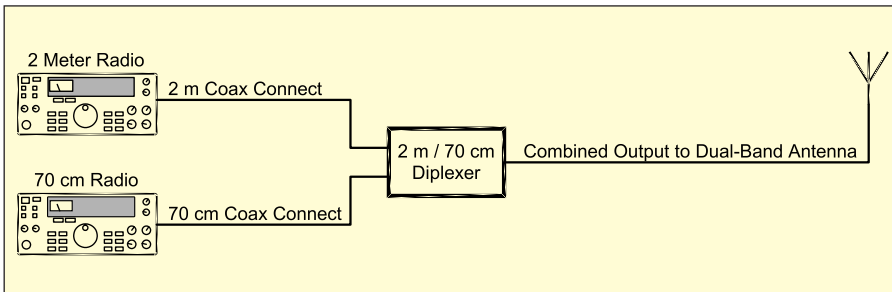 2 Meter Radio
2 m Coax Connect
2 m / 70 cm
Diplexer
Combined Output to Dual-Band Antenna
70 cm Radio
70 cm Coax Connect